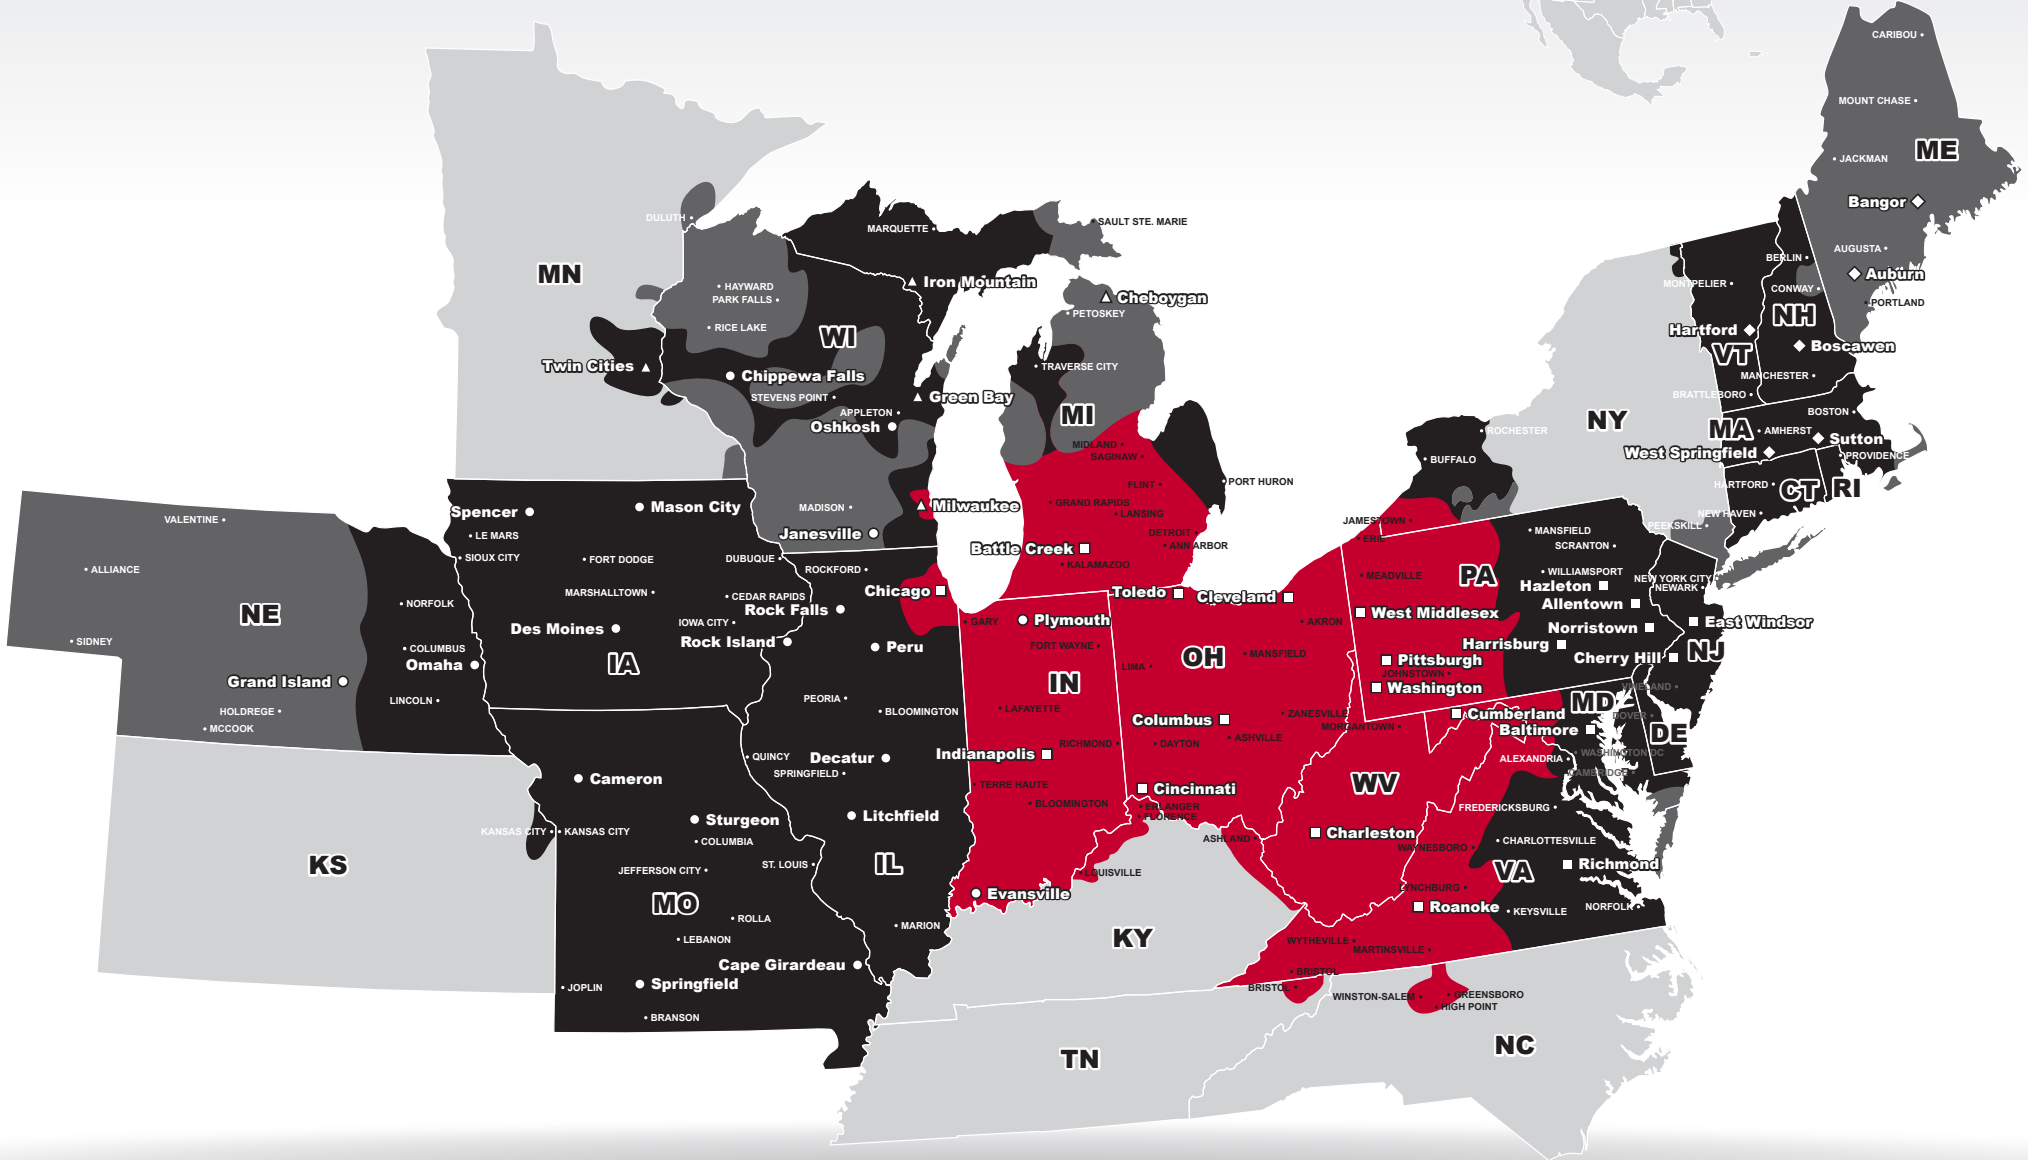 CARIBOU
MOUNT CHASE
ME
JACKMAN
Bangor
AUGUSTA
Auburn
PORTLAND
BERLIN
CONWAY
MONTPELIER
NH
Hartford
VT
Boscawen
MANCHESTER
BRATTLEBORO
BOSTON
MA
AMHERST
Sutton
West Springfield
PROVIDENCE
HARTFORD
CT
RI
NEW HAVEN
PEEKSKILL
NY
ROCHESTER
BUFFALO
JAMESTOWN
DULUTH
MN
Twin Cities
MARQUETTE
SAULT STE. MARIE
Iron Mountain
Cheboygan
PETOSKEY
HAYWARD
PARK FALLS
RICE LAKE
WI
Chippewa Falls
STEVENS POINT
APPLETON
Oshkosh
Green Bay
TRAVERSE CITY
MI
MIDLAND
SAGINAW
FLINT
PORT HURON
GRAND RAPIDS
LANSING
DETROIT
ANN ARBOR
Battle Creek
KALAMAZOO
MADISON
Milwaukee
Janesville
VALENTINE
ALLIANCE
NE
SIDNEY
NORFOLK
COLUMBUS
Omaha
Grand Island
LINCOLN
HOLDREGE
MCCOOK
Spencer
Mason City
LE MARS
SIOUX CITY
FORT DODGE
DUBUQUE
MARSHALLTOWN
CEDAR RAPIDS
IOWA CITY
Des Moines
IA
ROCKFORD
Chicago
Rock Falls
Rock Island
Peru
PEORIA
BLOOMINGTON
QUINCY
Decatur
SPRINGFIELD
Litchfield
IL
MARION
GARY
Plymouth
FORT WAYNE
IN
LAFAYETTE
RICHMOND
Indianapolis
TERRE HAUTE
BLOOMINGTON
Evansville
Toledo
Cleveland
AKRON
LIMA
OH
MANSFIELD
Columbus
ZANESVILLE
ASHVILLE
DAYTON
Cincinnati
ERLANGER
FLORENCE
ASHLAND
LOUISVILLE
KY
ERIE
MEADVILLE
PA
West Middlesex
Pittsburgh
JOHNSTOWN
Washington
MANSFIELD
SCRANTON
WILLIAMSPORT
Hazleton
Allentown
Norristown
Harrisburg
Cherry Hill
NEW YORK CITY
NEWARK
East Windsor
NJ
VINELAND
MD
DOVER
DE
Cumberland
Baltimore
WASHINGTON DC
ALEXANDRIA
CAMBRIDGE
MORGANTOWN
WV
Charleston
FREDERICKSBURG
CHARLOTTESVILLE
WAYNESBORO
VA
Richmond
LYNCHBURG
Roanoke
KEYSVILLE
NORFOLK
WYTHEVILLE
MARTINSVILLE
BRISTOL
BRISTOL
WINSTON-SALEM
GREENSBORO
HIGH POINT
TN
NC
KS
KANSAS CITY
KANSAS CITY
Cameron
Sturgeon
COLUMBIA
JEFFERSON CITY
ST. LOUIS
MO
ROLLA
LEBANON
Cape Girardeau
Springfield
JOPLIN
BRANSON